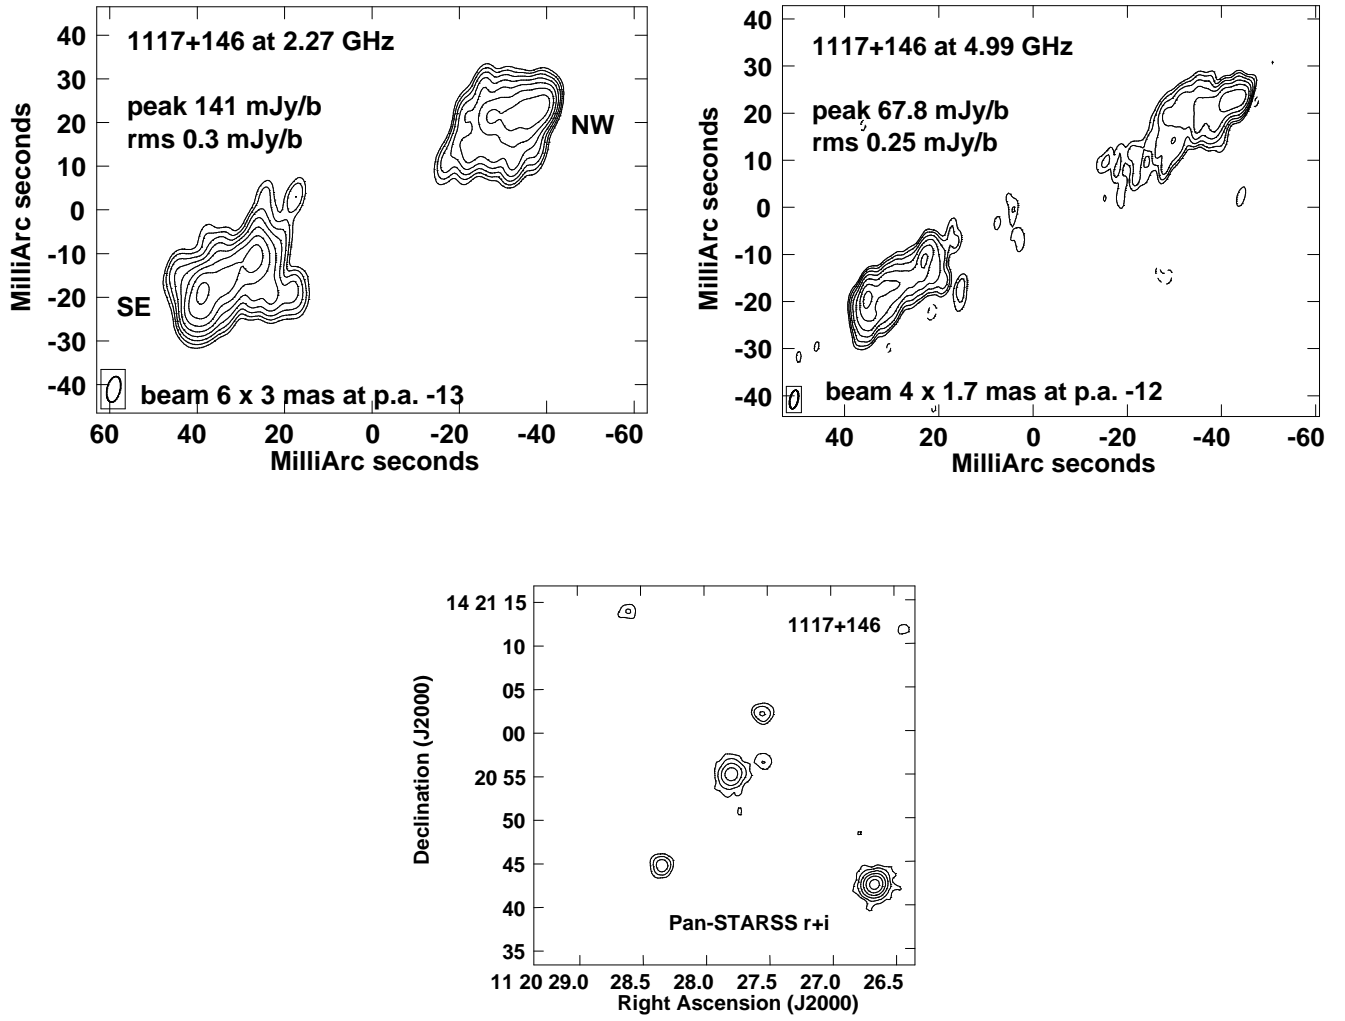 1117+146 at 2.27 GHz
peak 141 mJy/b
rms 0.3 mJy/b
NW
SE
beam 6 x 3 mas at p.a. -13
MilliArc seconds
40
30
20
10
0
-10
-20
-30
-40
60 40 20 0 -20 -40 -60
MilliArc seconds
1117+146 at 4.99 GHz
peak 67.8 mJy/b
rms 0.25 mJy/b
beam 4 x 1.7 mas at p.a. -12
MilliArc seconds
40
30
20
10
0
-10
-20
-30
-40
40 20 0 -20 -40 -60
MilliArc seconds
1117+146
Pan-STARSS r+i
Declination (J2000)
14 21 15
10
05
00
20 55
50
45
40
35
11 20 29.0 28.5 28.0 27.5 27.0 26.5
Right Ascension (J2000)